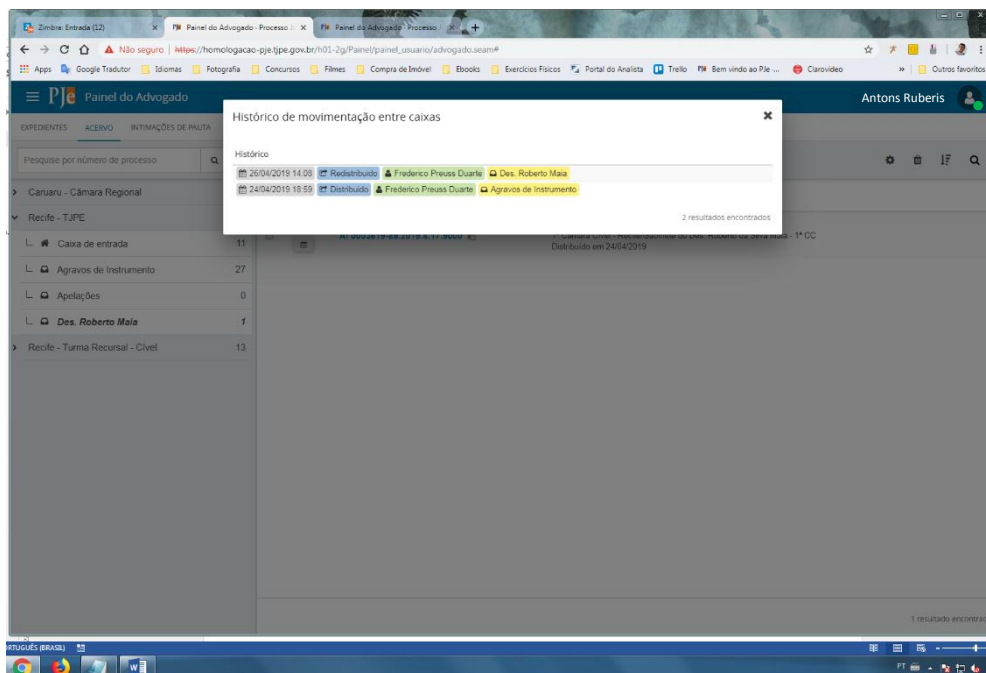 Zimbra: Entrada (12)
Painel do Advogado - Processo J
Painel do Advogado - Processo J
Não seguro | https://homologacao-pje.tjpe.gov.br/h01-2g/Painel/painel_usuario/advogado.seam#
Apps Google Tradutor Idiomas Fotografia Concursos Filmes Compra de Imóvel Ebooks Exercícios Físicos Portal do Analista Trello Bem vindo ao PJe -... Clarovideo » Outros favoritos
PJe Painel do Advogado
Antons Ruberis
EXPEDIENTES ACERVO INTIMAÇÕES DE PAUTA
Histórico de movimentação entre caixas
Pesquise por número de processo
Histórico
26/04/2019 14:08 Redistribuido Frederico Preuss Duarte Des. Roberto Maia
24/04/2019 18:59 Distribuido Frederico Preuss Duarte Agravos de Instrumento
2 resultados encontrados
Caruaru - Câmara Regional
Recife - TJPE
Caixa de entrada 11
Distribuído em 24/04/2019
Agravos de Instrumento 27
Apelações 0
Des. Roberto Maia 1
Recife - Turma Recursal - Cível 13
1 resultado encontrad
PORTUGUÊS (BRASIL)
PT